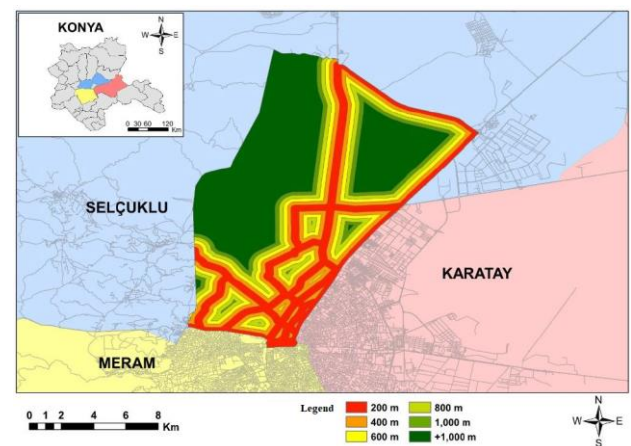 KONYA
N
W E
S
0 30 60 120
Km
SELÇUKLU
KARATAY
MERAM
0 1 2 4 6 8
Km
Legend
200 m
400 m
600 m
800 m
1,000 m
+1,000 m
N
W E
S